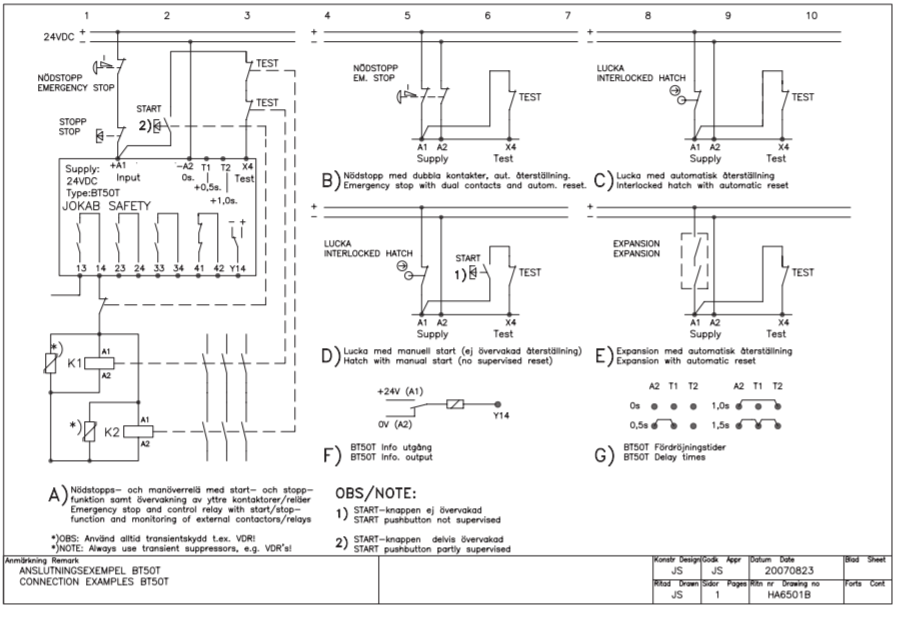 1 2 3 4 5 6 7 8 9 10
24VDC + -
NÖDSTOPP
EMERGENCY STOP
STOPP
STOP
START
2)
TEST
TEST
+A1 -A2 T1 T2 X4
Input 0s. Test
+0,5s.
+1,0s.
Supply:
24VDC
Type:BT50T
JOKAB SAFETY
- +
13 14 23 24 33 34 41 42 Y14
*)
K1
A1
A2
*)
K2
A1
A2
A) Nödstopps- och manöverrelä med start- och stopp-
funktion samt övervakning av yttre kontaktorer/reläer
Emergency stop and control relay with start/stop-
function and monitoring of external contactors/relays
*)OBS: Använd alltid transientskydd t.ex. VDR!
*)NOTE: Always use transient suppressors, e.g. VDR's!
+ -
NÖDSTOPP
EM. STOP
TEST
A1 A2 X4
Supply Test
B) Nödstopp med dubbla kontakter, aut. återställning.
Emergency stop with dual contacts and autom. reset.
+ -
LUCKA
INTERLOCKED HATCH
TEST
A1 A2 X4
Supply Test
C) Lucka med automatisk återställning
Interlocked hatch with automatic reset
+ -
LUCKA
INTERLOCKED HATCH
START
1)
TEST
A1 A2 X4
Supply Test
D) Lucka med manuell start (ej övervakad återställning)
Hatch with manual start (no supervised reset)
+ -
EXPANSION
EXPANSION
TEST
A1 A2 X4
Supply Test
E) Expansion med automatisk återställning
Expansion with automatic reset
+24V (A1)
0V (A2)
Y14
F) BT50T Info utgång
BT50T Info. output
A2 T1 T2 A2 T1 T2
0s 1,0s
0,5s 1,5s
G) BT50T Fördröjningstider
BT50T Delay times
OBS/NOTE:
1) START-knappen ej övervakad
START pushbutton not supervised
2) START-knappen delvis övervakad
START pushbutton partly supervised
Anmärkning Remark
ANSLUTNINGSEXEMPEL BT50T
CONNECTION EXAMPLES BT50T
Konstr Design Godk Appr Datum Date Blad Sheet
JS JS 20070823
Ritad Drawn Sidor Pages Ritn nr Drawing no Forts Cont
JS 1 HA6501B